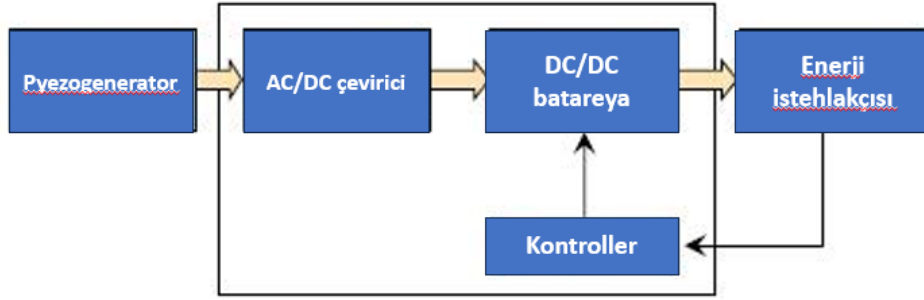 Pyezogenerator
AC/DC çevirici
DC/DC
batareya
Enerji
istehlakçısı
Kontroller